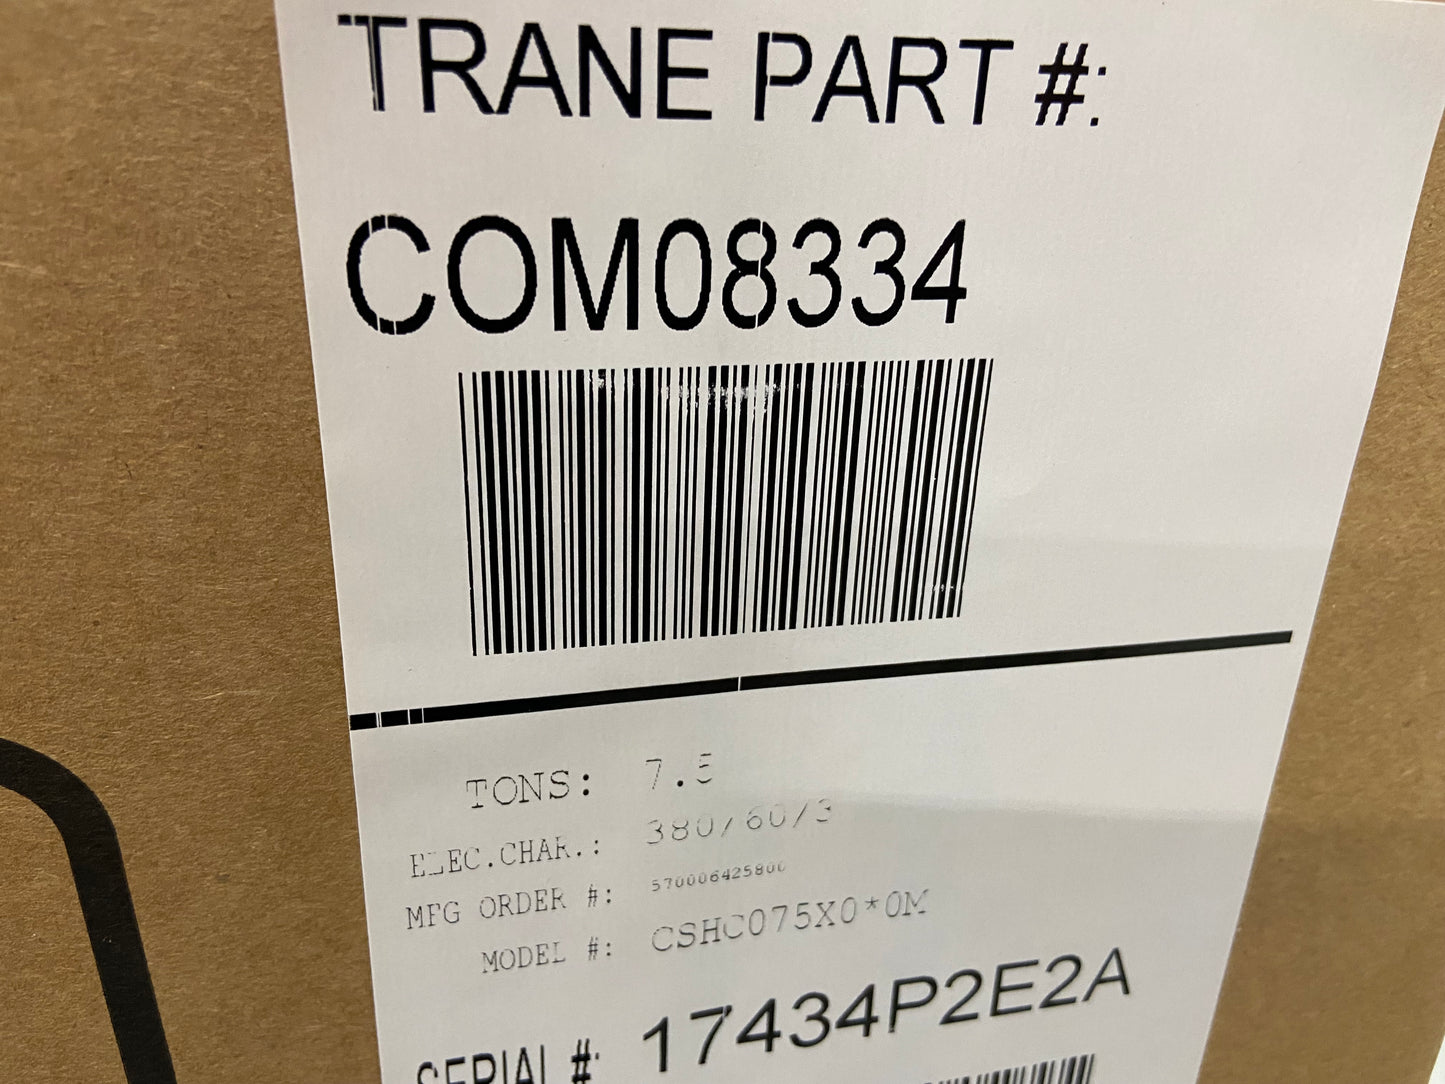 TRANE PART #:
COM08334
TONS: 7.5
ELEC.CHAR.: 380/60/3
MFG ORDER #: 570006425800
MODEL #: CSHC075X0*0M
SERIAL #: 17434P2E2A